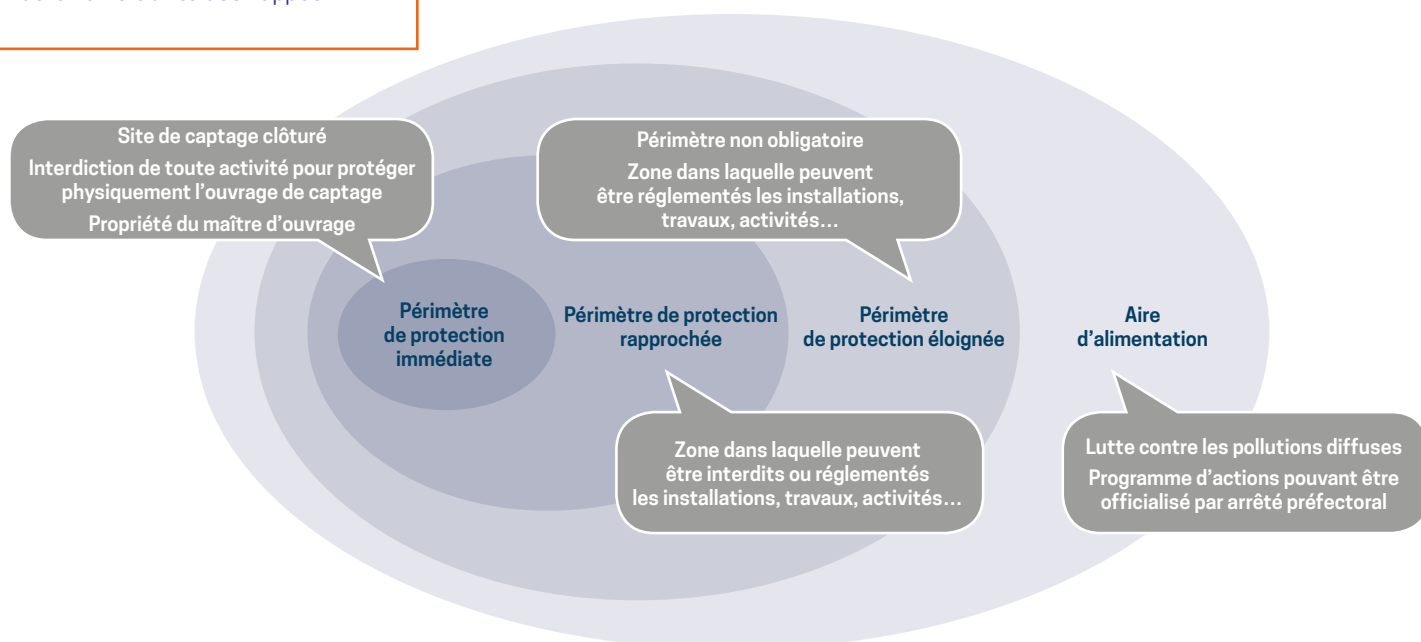 Site de captage clôturé
Interdiction de toute activité pour protéger
physiquement l'ouvrage de captage
Propriété du maître d'ouvrage
Périmètre non obligatoire
Zone dans laquelle peuvent
être réglementés les installations,
travaux, activités…
Périmètre
de protection
immédiate
Périmètre de protection
rapprochée
Périmètre
de protection éloignée
Aire
d'alimentation
Zone dans laquelle peuvent
être interdits ou réglementés
les installations, travaux, activités…
Lutte contre les pollutions diffuses
Programme d'actions pouvant être
officialisé par arrêté préfectoral